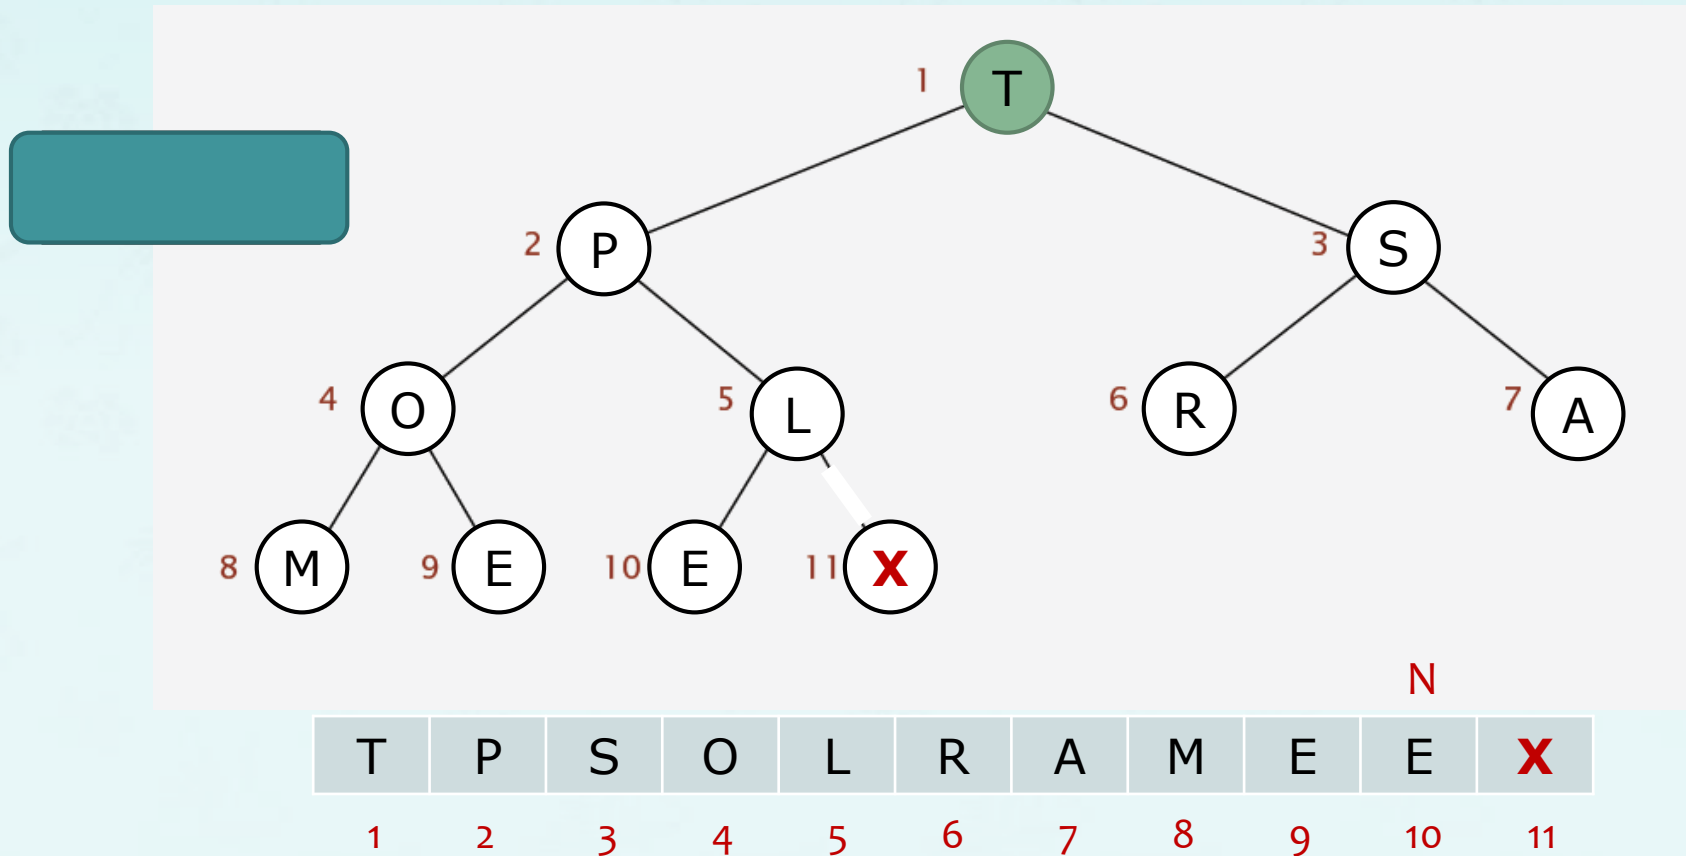 1 T
2 P 3 S
4 O 5 L 6 R 7 A
8 M 9 E 10 E 11 X
N
T P S O L R A M E E X
1 2 3 4 5 6 7 8 9 10 11